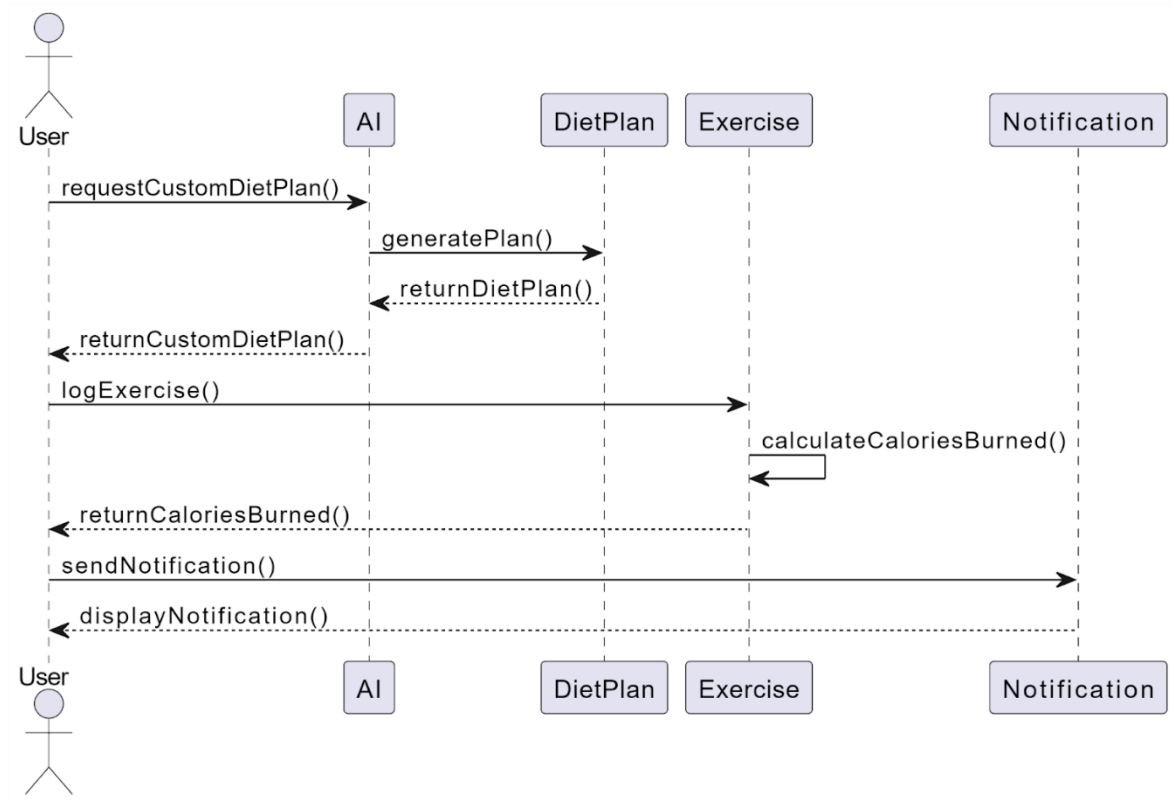 User
AI
DietPlan
Exercise
Notification
requestCustomDietPlan()
generatePlan()
returnDietPlan()
returnCustomDietPlan()
logExercise()
calculateCaloriesBurned()
returnCaloriesBurned()
sendNotification()
displayNotification()
User
AI
DietPlan
Exercise
Notification